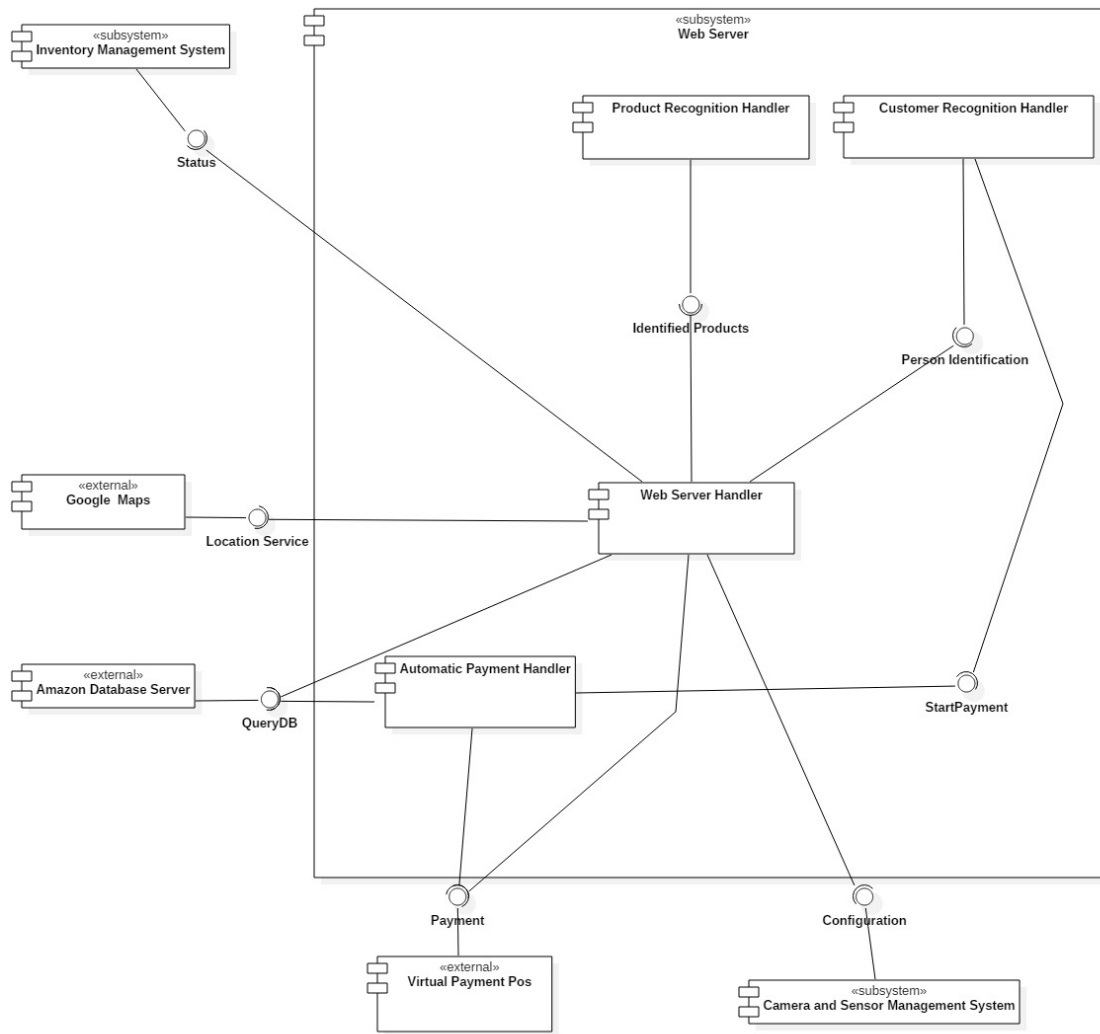 «subsystem»
Web Server
«subsystem»
Inventory Management System
Product Recognition Handler
Customer Recognition Handler
Status
Identified Products
Person Identification
«external»
Google Maps
Web Server Handler
Location Service
«external»
Amazon Database Server
Automatic Payment Handler
QueryDB
StartPayment
Payment
Configuration
«external»
Virtual Payment Pos
«subsystem»
Camera and Sensor Management System